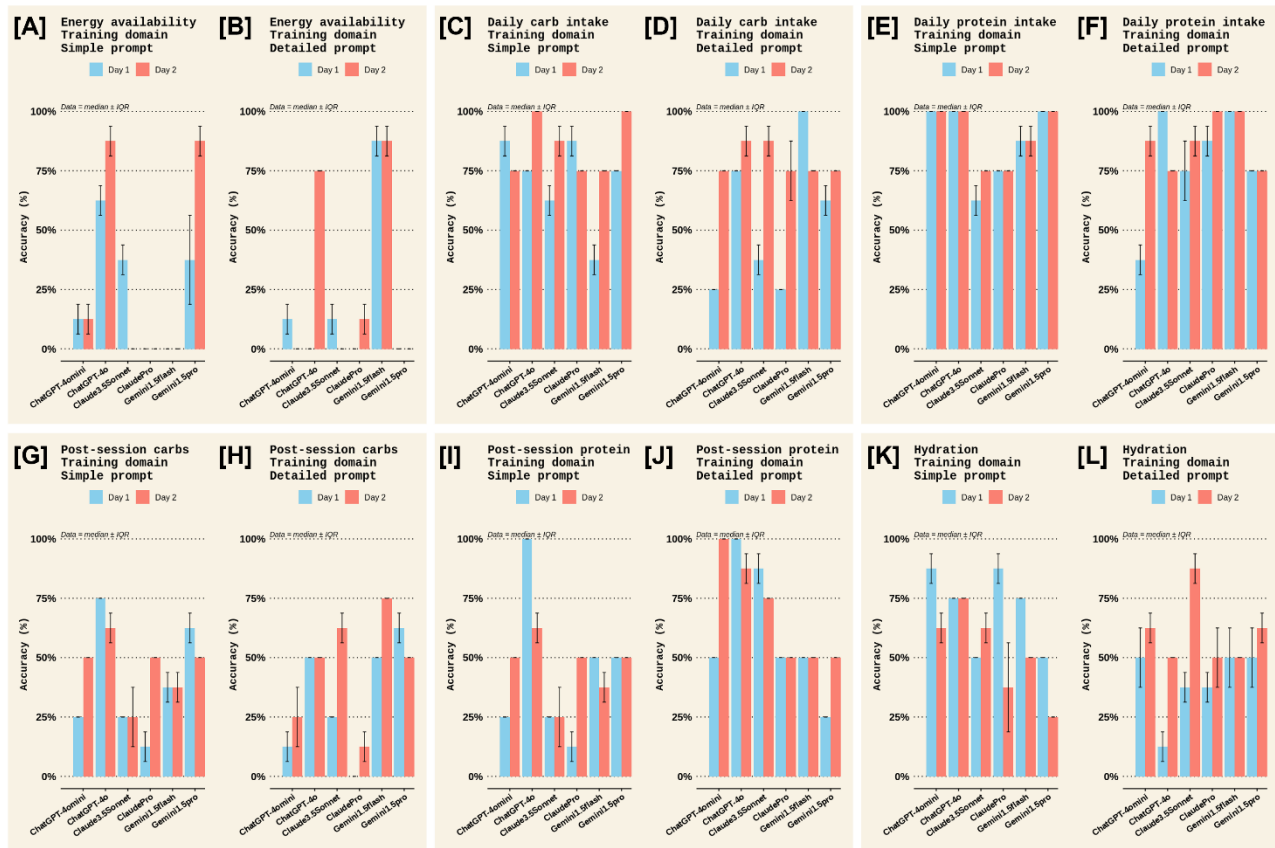 [A] Energy availability
Training domain
Simple prompt
Day 1 Day 2
Data = median ± IQR
100%
75%
50%
25%
0%
Accuracy (%)
ChatGPT-4omini
ChatGPT-4o
Claude3.5Sonnet
ClaudePro
Gemini1.5flash
Gemini1.5pro
[B] Energy availability
Training domain
Detailed prompt
Day 1 Day 2
Data = median ± IQR
100%
75%
50%
25%
0%
Accuracy (%)
ChatGPT-4omini
ChatGPT-4o
Claude3.5Sonnet
ClaudePro
Gemini1.5flash
Gemini1.5pro
[C] Daily carb intake
Training domain
Simple prompt
Day 1 Day 2
Data = median ± IQR
100%
75%
50%
25%
0%
Accuracy (%)
ChatGPT-4omini
ChatGPT-4o
Claude3.5Sonnet
ClaudePro
Gemini1.5flash
Gemini1.5pro
[D] Daily carb intake
Training domain
Detailed prompt
Day 1 Day 2
Data = median ± IQR
100%
75%
50%
25%
0%
Accuracy (%)
ChatGPT-4omini
ChatGPT-4o
Claude3.5Sonnet
ClaudePro
Gemini1.5flash
Gemini1.5pro
[E] Daily protein intake
Training domain
Simple prompt
Day 1 Day 2
Data = median ± IQR
100%
75%
50%
25%
0%
Accuracy (%)
ChatGPT-4omini
ChatGPT-4o
Claude3.5Sonnet
ClaudePro
Gemini1.5flash
Gemini1.5pro
[F] Daily protein intake
Training domain
Detailed prompt
Day 1 Day 2
Data = median ± IQR
100%
75%
50%
25%
0%
Accuracy (%)
ChatGPT-4omini
ChatGPT-4o
Claude3.5Sonnet
ClaudePro
Gemini1.5flash
Gemini1.5pro
[G] Post-session carbs
Training domain
Simple prompt
Day 1 Day 2
Data = median ± IQR
100%
75%
50%
25%
0%
Accuracy (%)
ChatGPT-4omini
ChatGPT-4o
Claude3.5Sonnet
ClaudePro
Gemini1.5flash
Gemini1.5pro
[H] Post-session carbs
Training domain
Detailed prompt
Day 1 Day 2
Data = median ± IQR
100%
75%
50%
25%
0%
Accuracy (%)
ChatGPT-4omini
ChatGPT-4o
Claude3.5Sonnet
ClaudePro
Gemini1.5flash
Gemini1.5pro
[I] Post-session protein
Training domain
Simple prompt
Day 1 Day 2
Data = median ± IQR
100%
75%
50%
25%
0%
Accuracy (%)
ChatGPT-4omini
ChatGPT-4o
Claude3.5Sonnet
ClaudePro
Gemini1.5flash
Gemini1.5pro
[J] Post-session protein
Training domain
Detailed prompt
Day 1 Day 2
Data = median ± IQR
100%
75%
50%
25%
0%
Accuracy (%)
ChatGPT-4omini
ChatGPT-4o
Claude3.5Sonnet
ClaudePro
Gemini1.5flash
Gemini1.5pro
[K] Hydration
Training domain
Simple prompt
Day 1 Day 2
Data = median ± IQR
100%
75%
50%
25%
0%
Accuracy (%)
ChatGPT-4omini
ChatGPT-4o
Claude3.5Sonnet
ClaudePro
Gemini1.5flash
Gemini1.5pro
[L] Hydration
Training domain
Detailed prompt
Day 1 Day 2
Data = median ± IQR
100%
75%
50%
25%
0%
Accuracy (%)
ChatGPT-4omini
ChatGPT-4o
Claude3.5Sonnet
ClaudePro
Gemini1.5flash
Gemini1.5pro